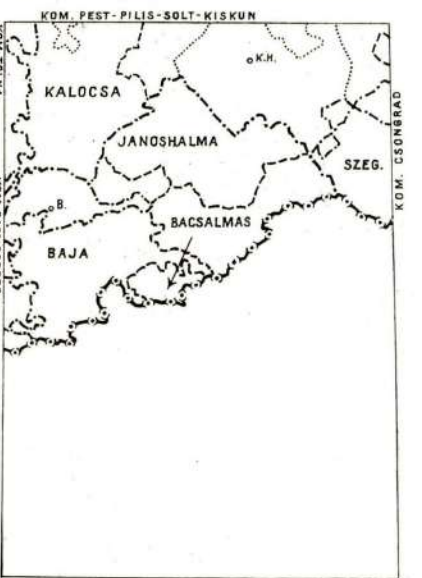 KOM. PEST-PILIS-SOLT-KISKUN
K.H.
KALOCSA
JANOSHALMA
SZEG.
KOM. CSONGRAD
B.
BACSALMAS
BAJA